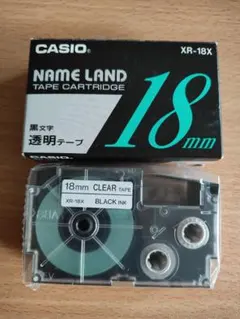 CASIO
XR-18X
NAME LAND
TAPE CARTRIDGE
18mm
黒文字
透明テープ
18mm CLEAR TAPE
XR-18X BLACK INK